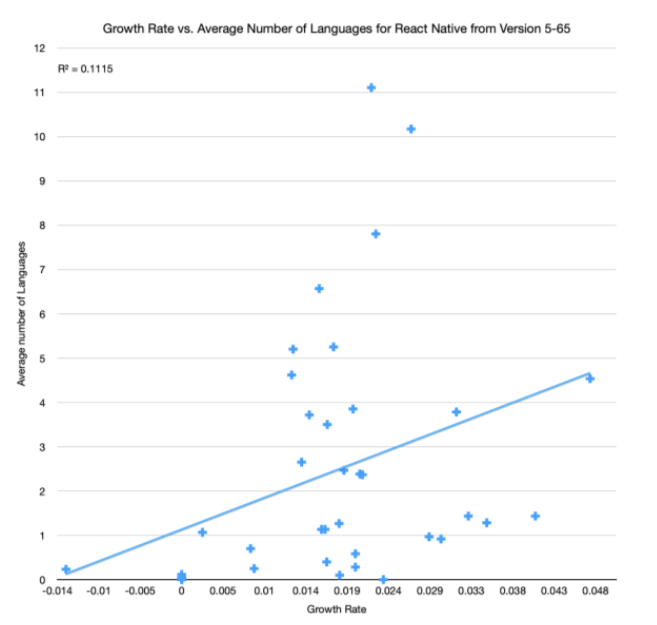 Growth Rate vs. Average Number of Languages for React Native from Version 5-65
12
R² = 0.1115
11
10
9
8
7
6
5
4
3
2
1
0
Average number of Languages
-0.014 -0.01 -0.005 0 0.005 0.01 0.014 0.019 0.024 0.029 0.033 0.038 0.043 0.048
Growth Rate